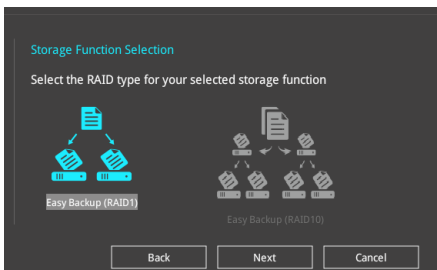 Storage Function Selection
Select the RAID type for your selected storage function
Easy Backup (RAID1)
Easy Backup (RAID10)
Back
Next
Cancel